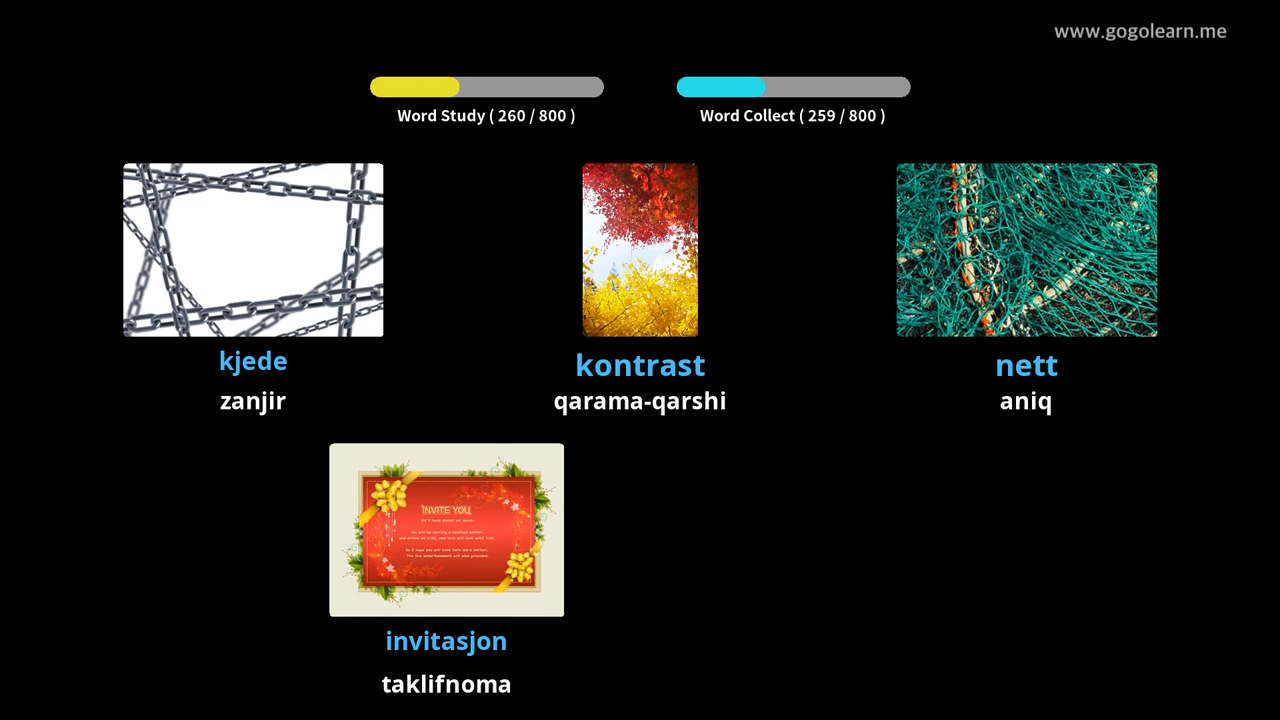 www.gogolearn.me
Word Study ( 260 / 800 )
Word Collect ( 259 / 800 )
kjede
zanjir
kontrast
qarama-qarshi
nett
aniq
INVITE YOU
invitasjon
taklifnoma